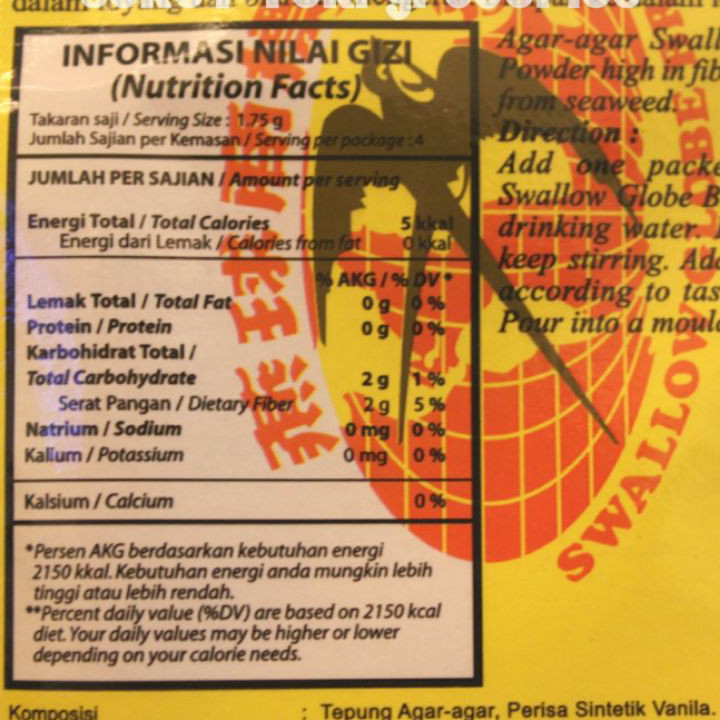 INFORMASI NILAI GIZI
(Nutrition Facts)
Takaran saji / Serving Size : 1.75 g
Jumlah Sajian per Kemasan / Serving per package :4
JUMLAH PER SAJIAN / Amount per serving
Energi Total / Total Calories 5 kkal
Energi dari Lemak / Calories from fat 0 kkal
% AKG / % DV *
Lemak Total / Total Fat 0 g 0 %
Protein / Protein 0 g 0 %
Karbohidrat Total /
Total Carbohydrate 2 g 1 %
Serat Pangan / Dietary Fiber 2 g 5 %
Natrium / Sodium 0 mg 0 %
Kalium / Potassium 0 mg 0 %
Kalsium / Calcium 0 %
*Persen AKG berdasarkan kebutuhan energi
2150 kkal. Kebutuhan energi anda mungkin lebih
tinggi atau lebih rendah.
**Percent daily value (%DV) are based on 2150 kcal
diet. Your daily values may be higher or lower
depending on your calorie needs.
Agar-agar
Powder high in
from seaweed.
Direction :
Add one
Swallow Globe
drinking water.
keep stirring.
according to
Pour into a
燕球唛
SWALLOW
Komposisi : Tepung Agar-agar, Perisa Sintetik Vanila.